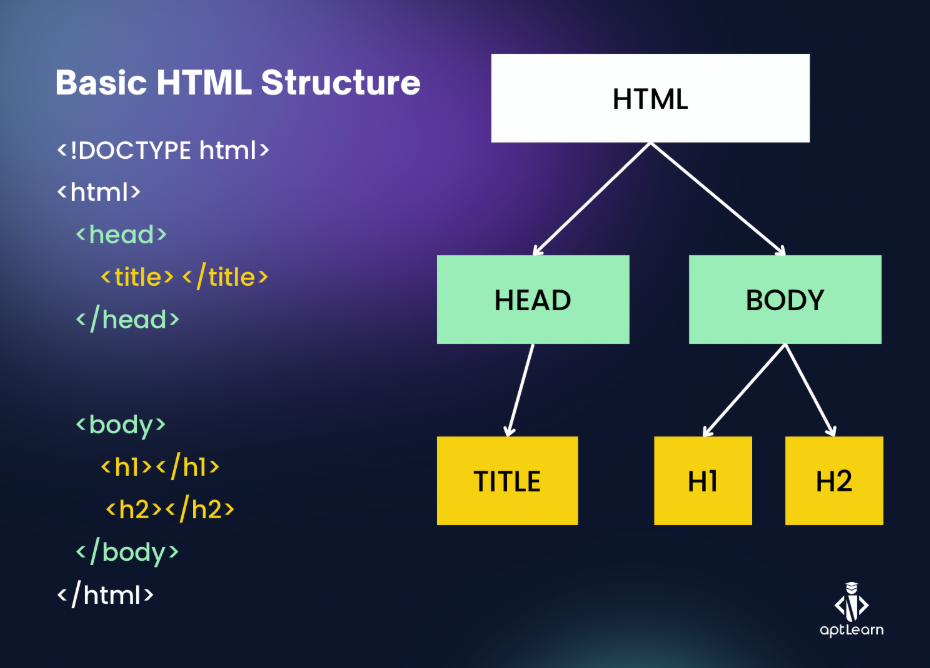 Basic HTML Structure
<!DOCTYPE html>
<html>
<head>
<title> </title>
</head>
<body>
<h1></h1>
<h2></h2>
</body>
</html>
HTML
HEAD
BODY
TITLE
H1
H2
aptLearn